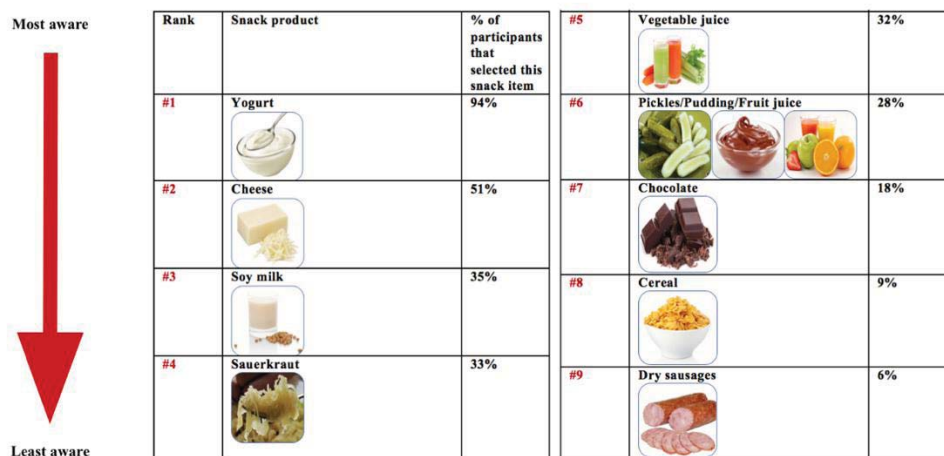 Most aware
Least aware
Rank Snack product % of
participants
that
selected this
snack item
#1 Yogurt 94%
#2 Cheese 51%
#3 Soy milk 35%
#4 Sauerkraut 33%
#5 Vegetable juice 32%
#6 Pickles/Pudding/Fruit juice 28%
#7 Chocolate 18%
#8 Cereal 9%
#9 Dry sausages 6%